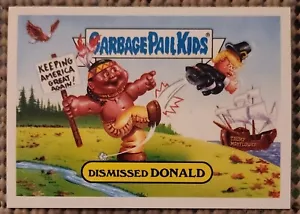 GARBAGE PAIL KIDS
KEEPING
AMERICA
GREAT
AGAIN!
DISMISSED DONALD